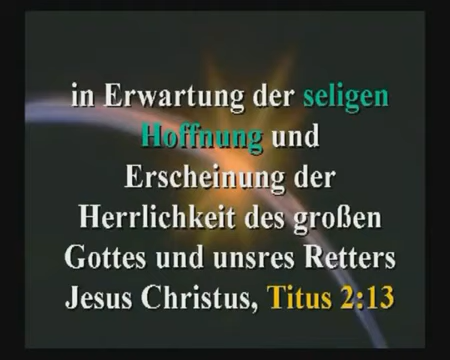 in Erwartung der seligen
Hoffnung und
Erscheinung der
Herrlichkeit des großen
Gottes und unsres Retters
Jesus Christus, Titus 2:13